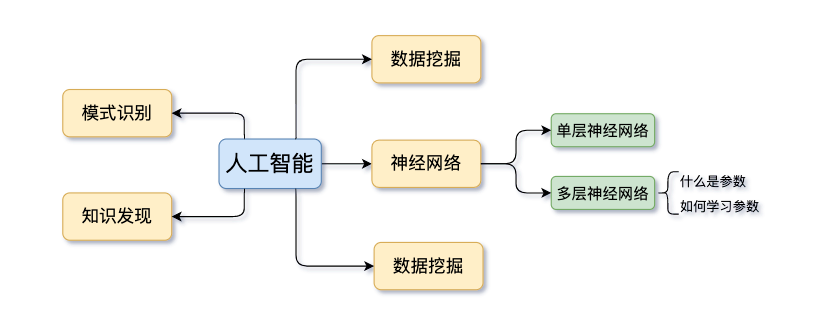 数据挖掘
模式识别
人工智能
神经网络
单层神经网络
多层神经网络
什么是参数
如何学习参数
知识发现
数据挖掘